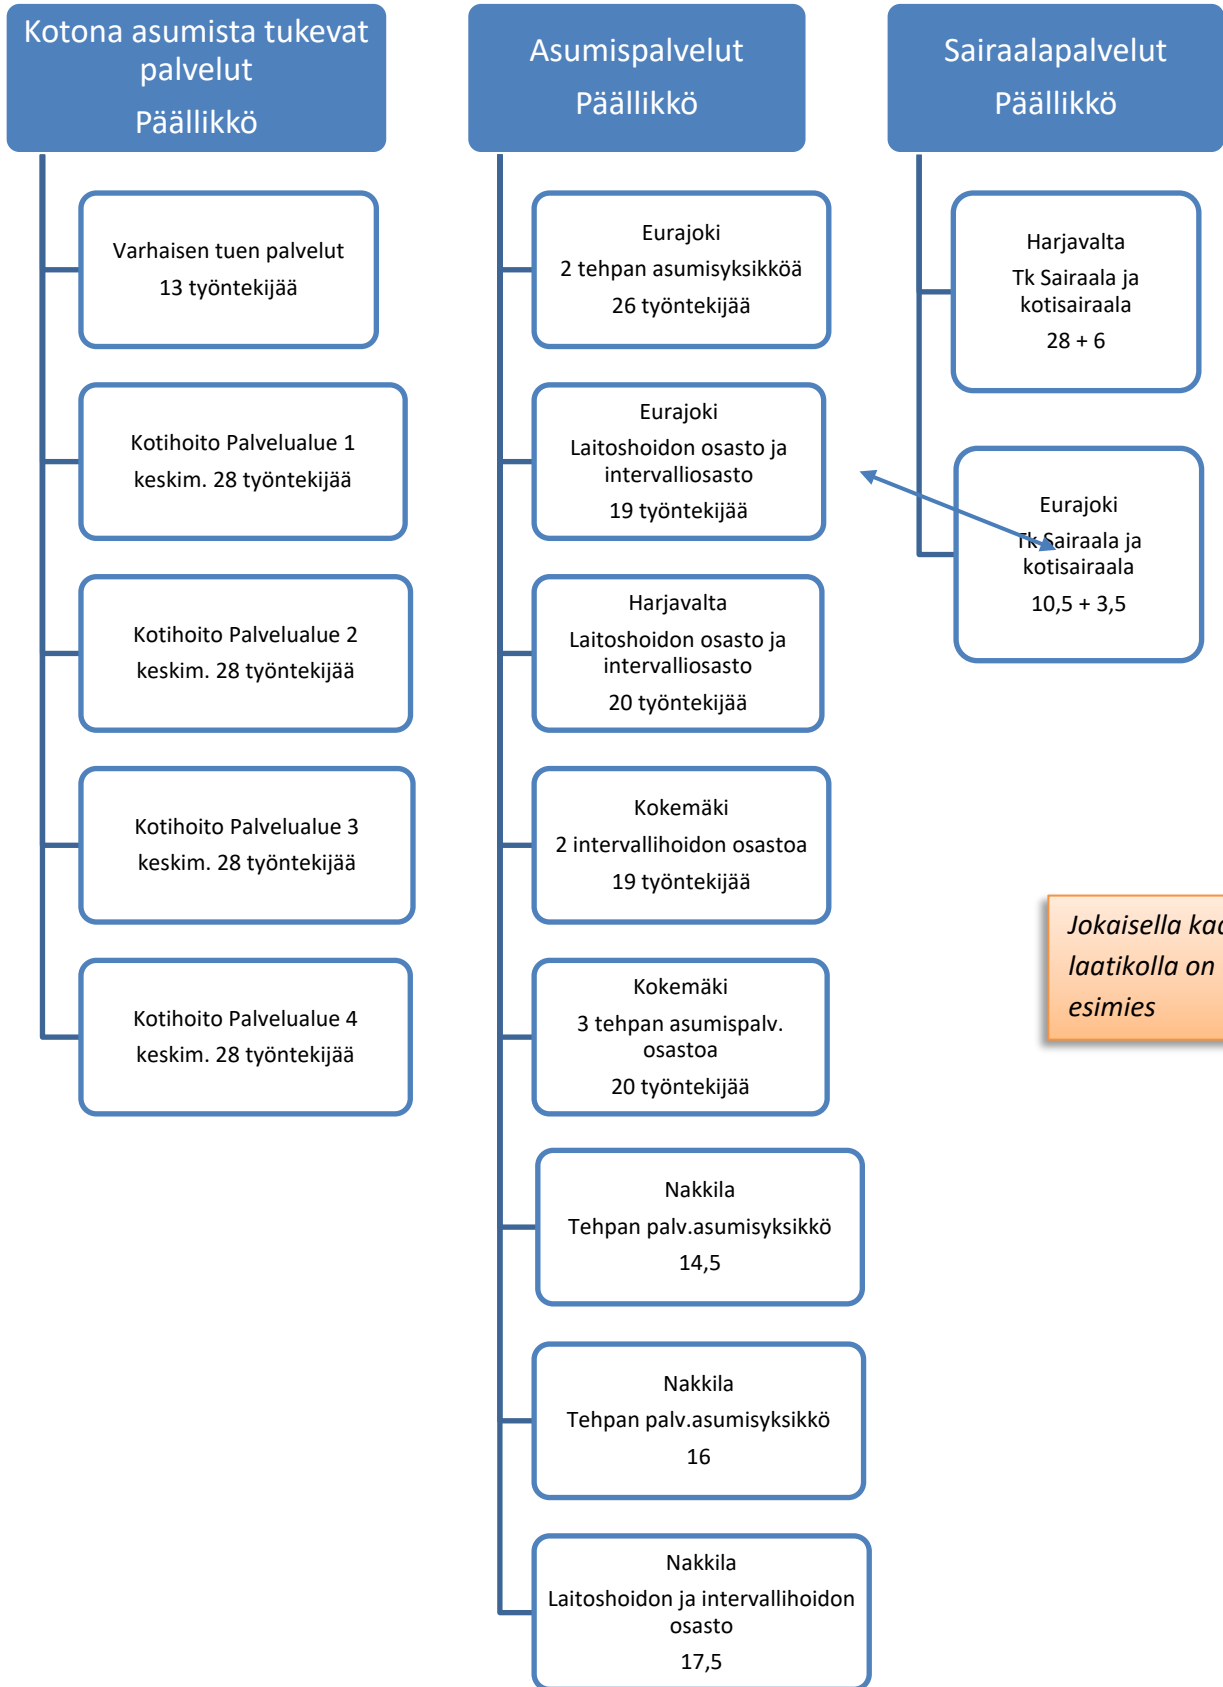 Kotona asumista tukevat
palvelut
Päällikkö
Varhaisen tuen palvelut
13 työntekijää
Kotihoito Palvelualue 1
keskim. 28 työntekijää
Kotihoito Palvelualue 2
keskim. 28 työntekijää
Kotihoito Palvelualue 3
keskim. 28 työntekijää
Kotihoito Palvelualue 4
keskim. 28 työntekijää
Asumispalvelut
Päällikkö
Eurajoki
2 tehpan asumisyksikköä
26 työntekijää
Eurajoki
Laitoshoidon osasto ja
intervalliosasto
19 työntekijää
Harjavalta
Laitoshoidon osasto ja
intervalliosasto
20 työntekijää
Kokemäki
2 intervallihoidon osastoa
19 työntekijää
Kokemäki
3 tehpan asumispalv.
osastoa
20 työntekijää
Nakkila
Tehpan palv.asumisyksikkö
14,5
Nakkila
Tehpan palv.asumisyksikkö
16
Nakkila
Laitoshoidon ja intervallihoidon
osasto
17,5
Sairaalapalvelut
Päällikkö
Harjavalta
Tk Sairaala ja
kotisairaala
28 + 6
Eurajoki
Tk Sairaala ja
kotisairaala
10,5 + 3,5
Jokaisella
laatikolla on
esimies